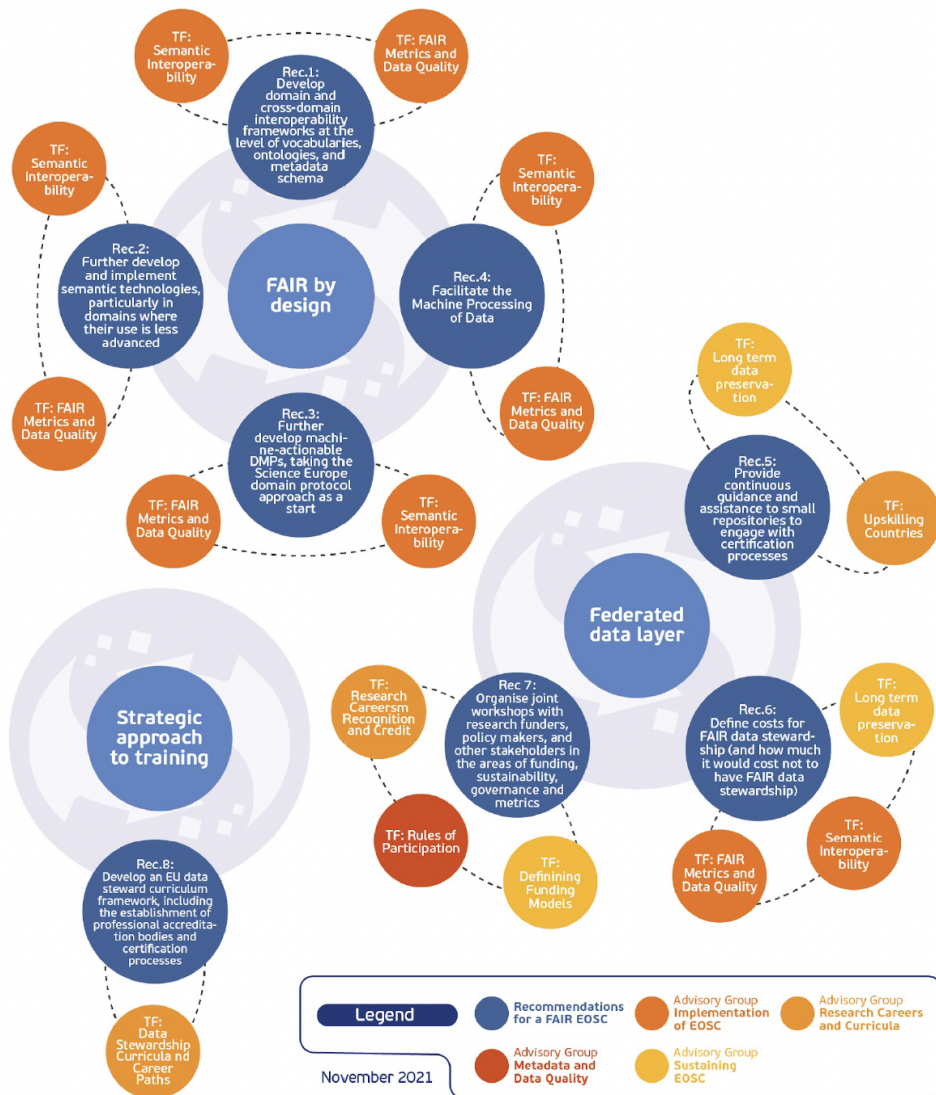 TF:
Semantic
Interopera-
bility
TF: FAIR
Metrics and
Data Quality
Rec.1:
Develop
domain and
cross-domain
interoperability
frameworks at the
level of vocabularies,
ontologies, and
metadata
schema
TF:
Semantic
Interopera-
bility
TF:
Semantic
Interopera-
bility
Rec.2:
Further develop
and implement
semantic technologies,
particularly in
domains where
their use is less
advanced
FAIR by
design
Rec.4:
Facilitate the
Machine Processing
of Data
TF: FAIR
Metrics and
Data Quality
TF: FAIR
Metrics and
Data Quality
Rec.3:
Further
develop machi-
ne-actionable
DMPs, taking the
Science Europe
domain protocol
approach as a
start
TF: FAIR
Metrics and
Data Quality
TF:
Semantic
Interopera-
bility
TF:
Long term
data
preserva-
tion
Rec.5:
Provide
continuous
guidance and
assistance to small
repositories to
engage with
certification
processes
TF:
Upskilling
Countries
Federated
data layer
Strategic
approach
to training
TF:
Research
Careersm
Recognition
and Credit
Rec 7:
Organise joint
workshops with
research funders,
policy makers, and
other stakeholders in
the areas of funding,
sustainability,
governance and
metrics
Rec.6:
Define costs for
FAIR data steward-
ship (and how much
it would cost not to
have FAIR data
stewardship)
TF:
Long term
data
preserva-
tion
TF: Rules of
Participation
TF:
Definining
Funding
Models
TF: FAIR
Metrics and
Data Quality
TF:
Semantic
Interopera-
bility
Rec.8:
Develop an EU data
steward curriculum
framework, including
the establishment of
professional accredita-
tion bodies and
certification
processes
TF:
Data
Stewardship
Curricula nd
Career
Paths
Legend
November 2021
Recommendations
for a FAIR EOSC
Advisory Group
Implementation
of EOSC
Advisory Group
Research Careers
and Curricula
Advisory Group
Metadata and
Data Quality
Advisory Group
Sustaining
EOSC